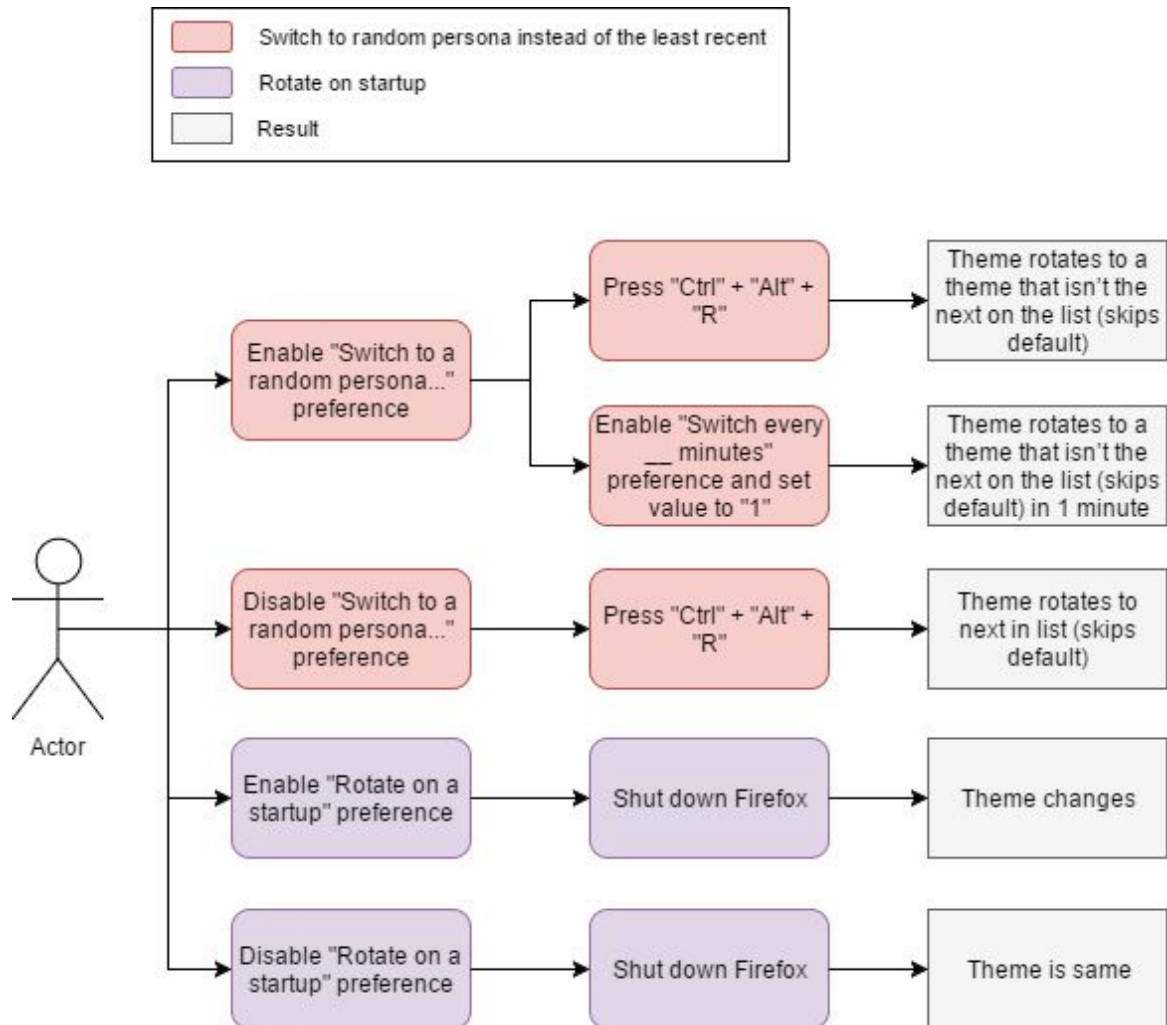 Switch to random persona instead of the least recent
Rotate on startup
Result
Press "Ctrl" + "Alt" +
"R"
Theme rotates to a
theme that isn't the
next on the list (skips
default)
Enable "Switch to a
random persona..."
preference
Enable "Switch every
__ minutes"
preference and set
value to "1"
Theme rotates to a
theme that isn't the
next on the list (skips
default) in 1 minute
Disable "Switch to a
random persona..."
preference
Press "Ctrl" + "Alt" +
"R"
Theme rotates to
next in list (skips
default)
Actor
Enable "Rotate on a
startup" preference
Shut down Firefox
Theme changes
Disable "Rotate on a
startup" preference
Shut down Firefox
Theme is same